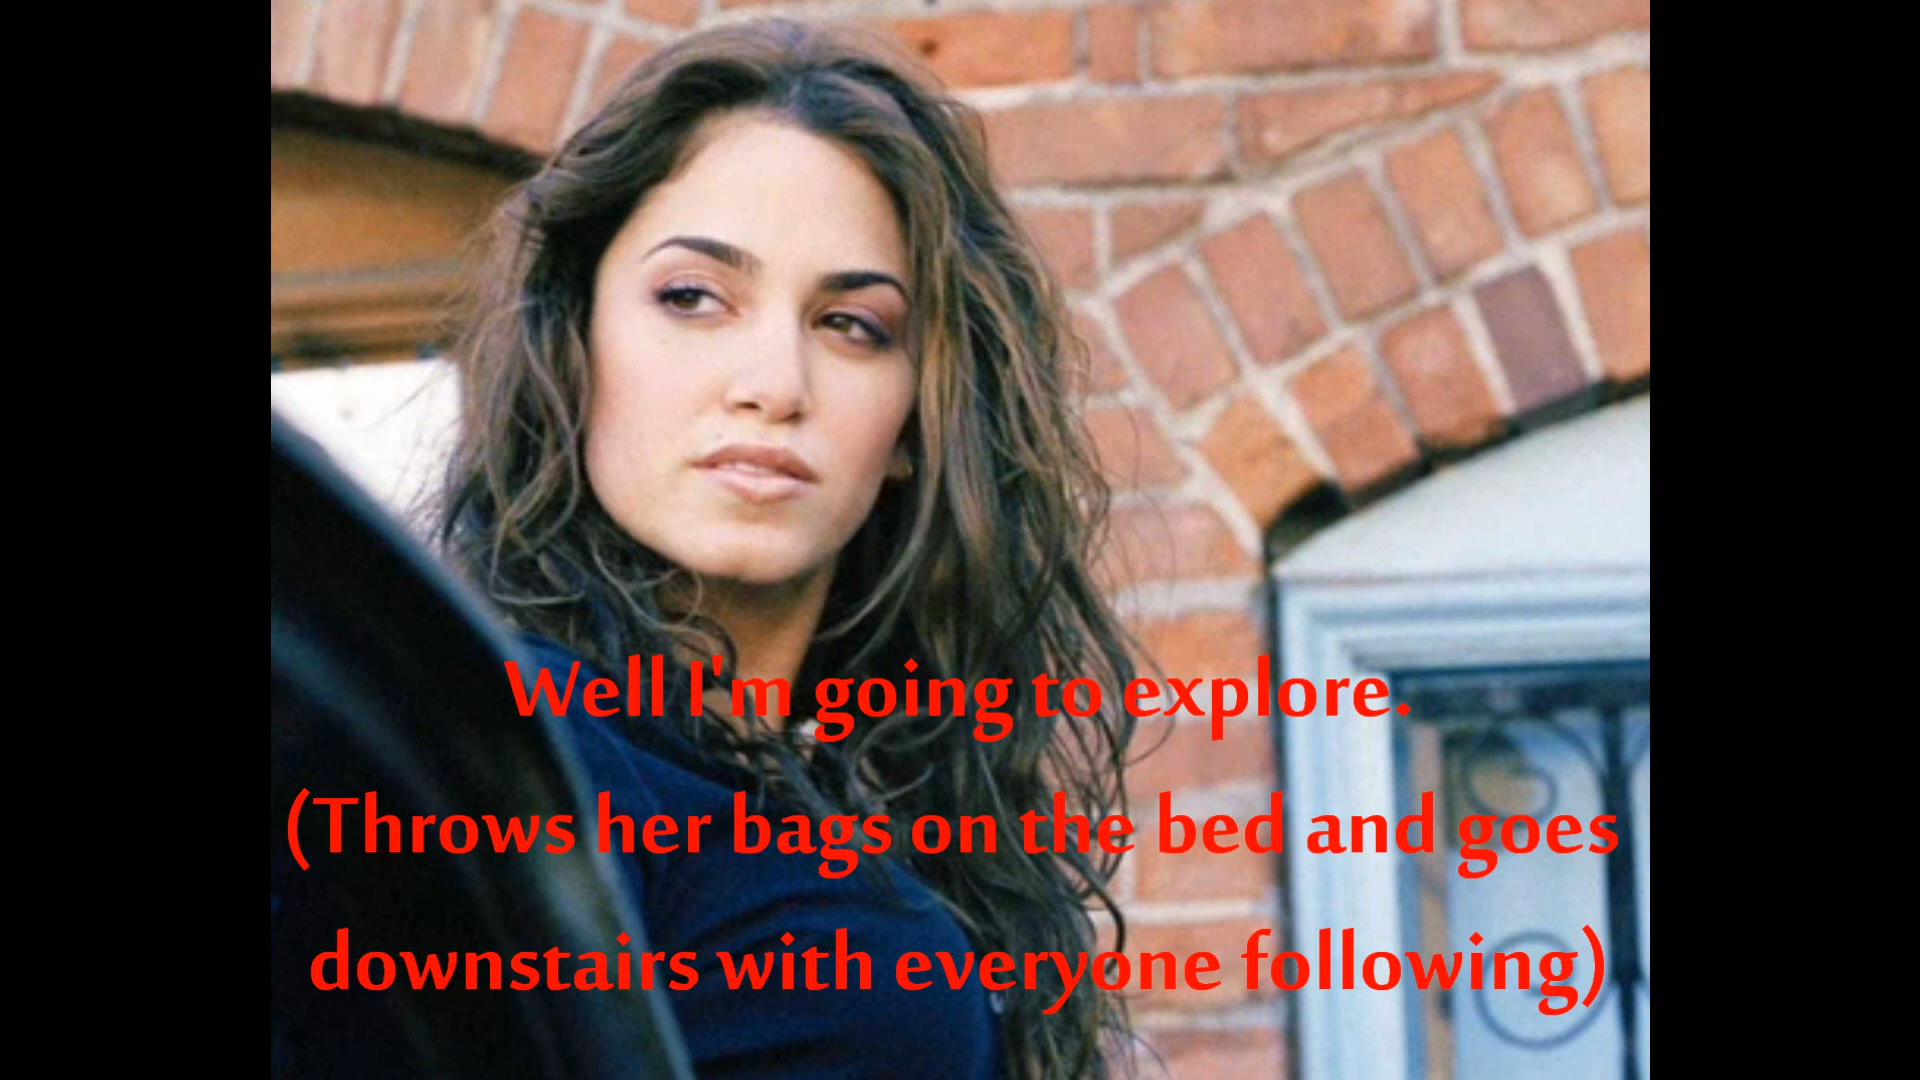 Well I'm going to explore.
(Throws her bags on the bed and goes
downstairs with everyone following)